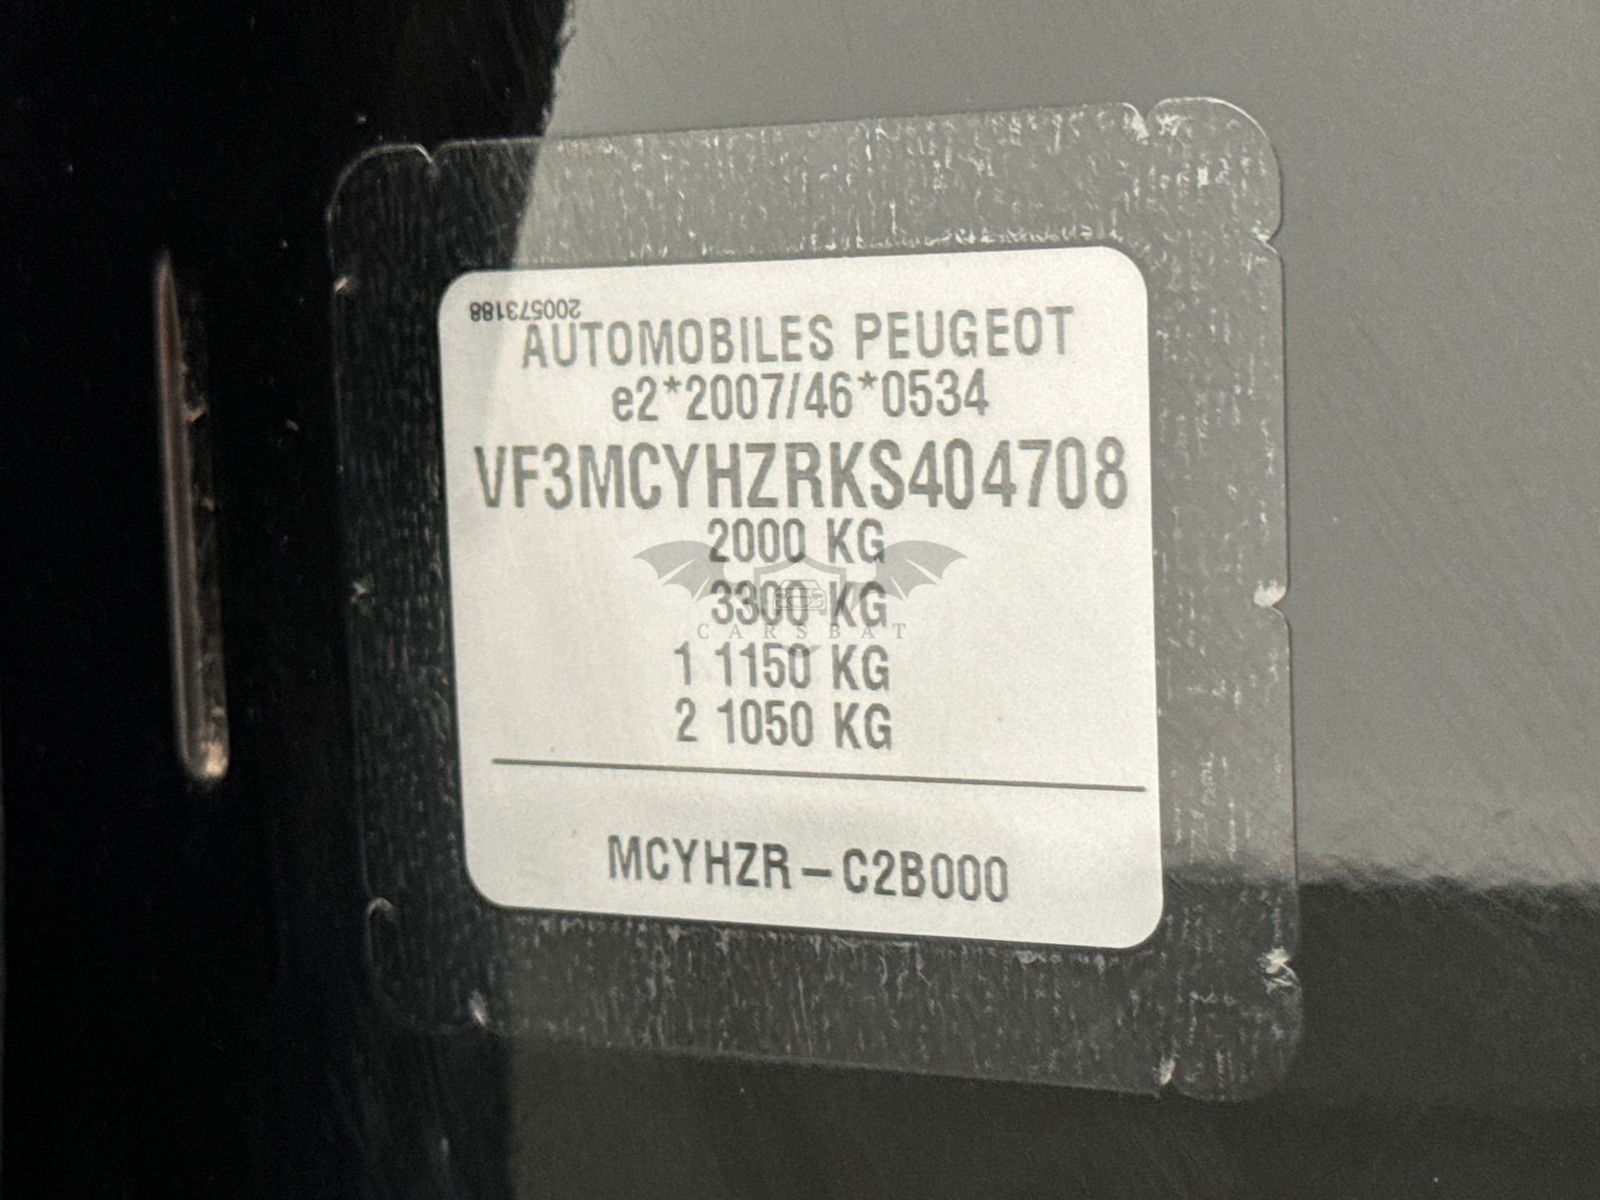 200573188
AUTOMOBILES PEUGEOT
e2*2007/46*0534
VF3MCYHZRKS404708
2000 KG
3300 KG
CARSBAT
1 1150 KG
2 1050 KG
MCYHZR – C2B000